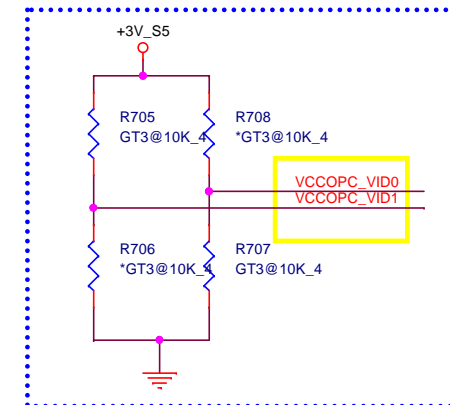 +3V_S5
R705
GT3@10K_4
R708
*GT3@10K_4
VCCOPC_VID0
VCCOPC_VID1
R706
*GT3@10K_4
R707
GT3@10K_4